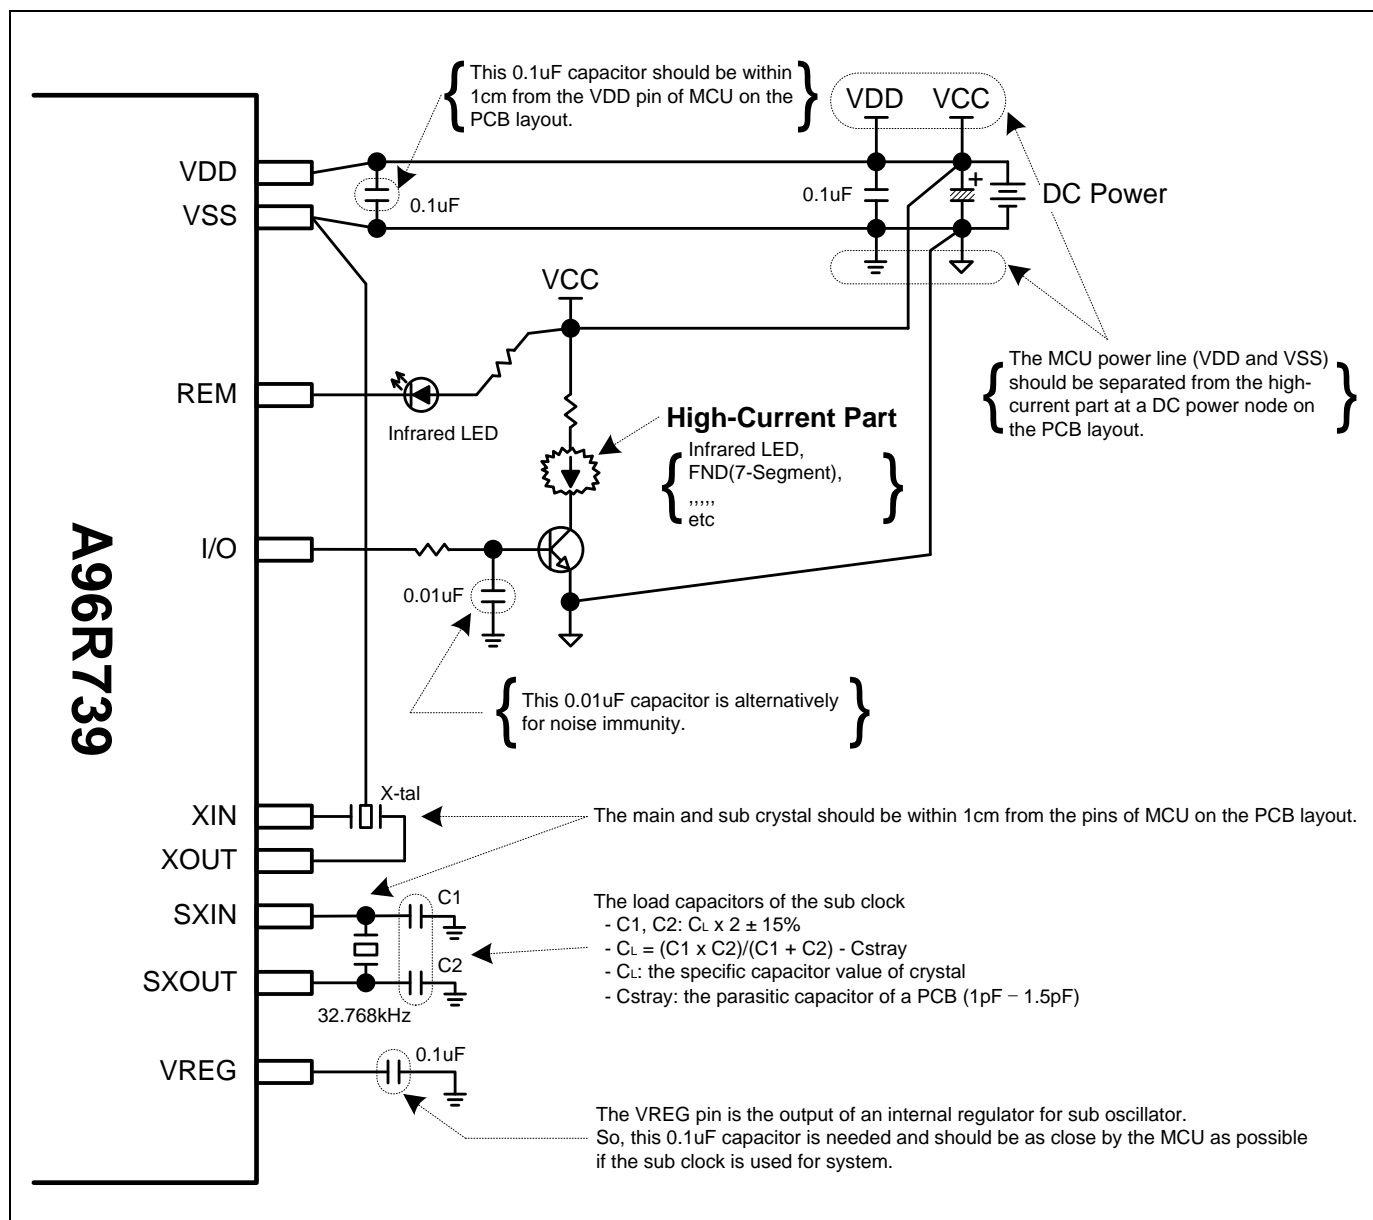 This 0.1uF capacitor should be within
1cm from the VDD pin of MCU on the
PCB layout.
VDD
VCC
VDD
0.1uF
0.1uF
+
DC Power
VSS
VCC
The MCU power line (VDD and VSS)
should be separated from the high-
current part at a DC power node on
the PCB layout.
REM
Infrared LED
High-Current Part
Infrared LED,
FND(7-Segment),
,,,,,
etc
A96R739
I/O
0.01uF
This 0.01uF capacitor is alternatively
for noise immunity.
X-tal
XIN
The main and sub crystal should be within 1cm from the pins of MCU on the PCB layout.
XOUT
SXIN
C1
The load capacitors of the sub clock
- C1, C2: CL x 2 ± 15%
- CL = (C1 x C2)/(C1 + C2) - Cstray
- CL: the specific capacitor value of crystal
- Cstray: the parasitic capacitor of a PCB (1pF – 1.5pF)
C2
SXOUT
32.768kHz
VREG
0.1uF
The VREG pin is the output of an internal regulator for sub oscillator.
So, this 0.1uF capacitor is needed and should be as close by the MCU as possible
if the sub clock is used for system.